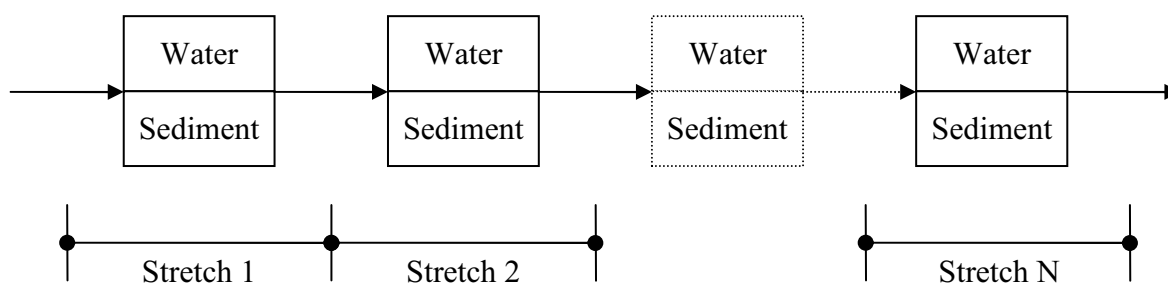 Water Water Water Water
Sediment Sediment Sediment Sediment
Stretch 1 Stretch 2 Stretch N